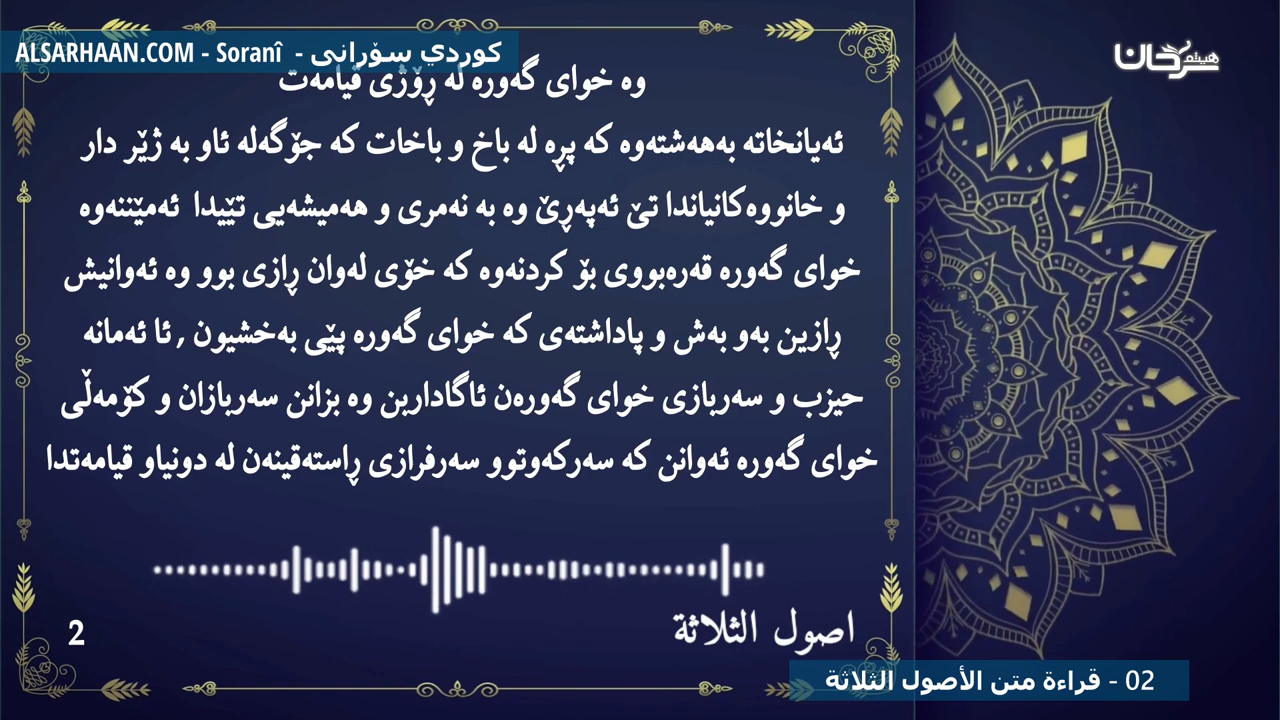 ALSARHAAN.COM - Soranî - كوردي سۆرانی
هيثم سرحان
وه خوای گەورە لە ڕۆژی قیامەت
ئەیانخاتە بەهەشتەوە کە پڕە لە باخ و باخات کە جۆگەلە ئاو بە ژێر دار
و خانووەکانیاندا تێ ئەپەڕێ وە بە نەمری و هەمیشەیی تێیدا ئەمێننەوە
خوای گەورە قەرەبووی بۆ کردنەوە کە خۆی لەوان ڕازی بوو وە ئەوانیش
ڕازین بەو بەش و پاداشتەی کە خوای گەورە پێی بەخشیون , ئا ئەمانە
حیزب و سەربازی خوای گەورەن ئاگاداربن وە بزانن سەربازان و کۆمەڵی
خوای گەورە ئەوانن کە سەرکەوتوو سەرفرازی ڕاستەقینەن لە دونیاو قیامەتدا
اصول الثلاثة
2
02 - قراءة متن الأصول الثلاثة